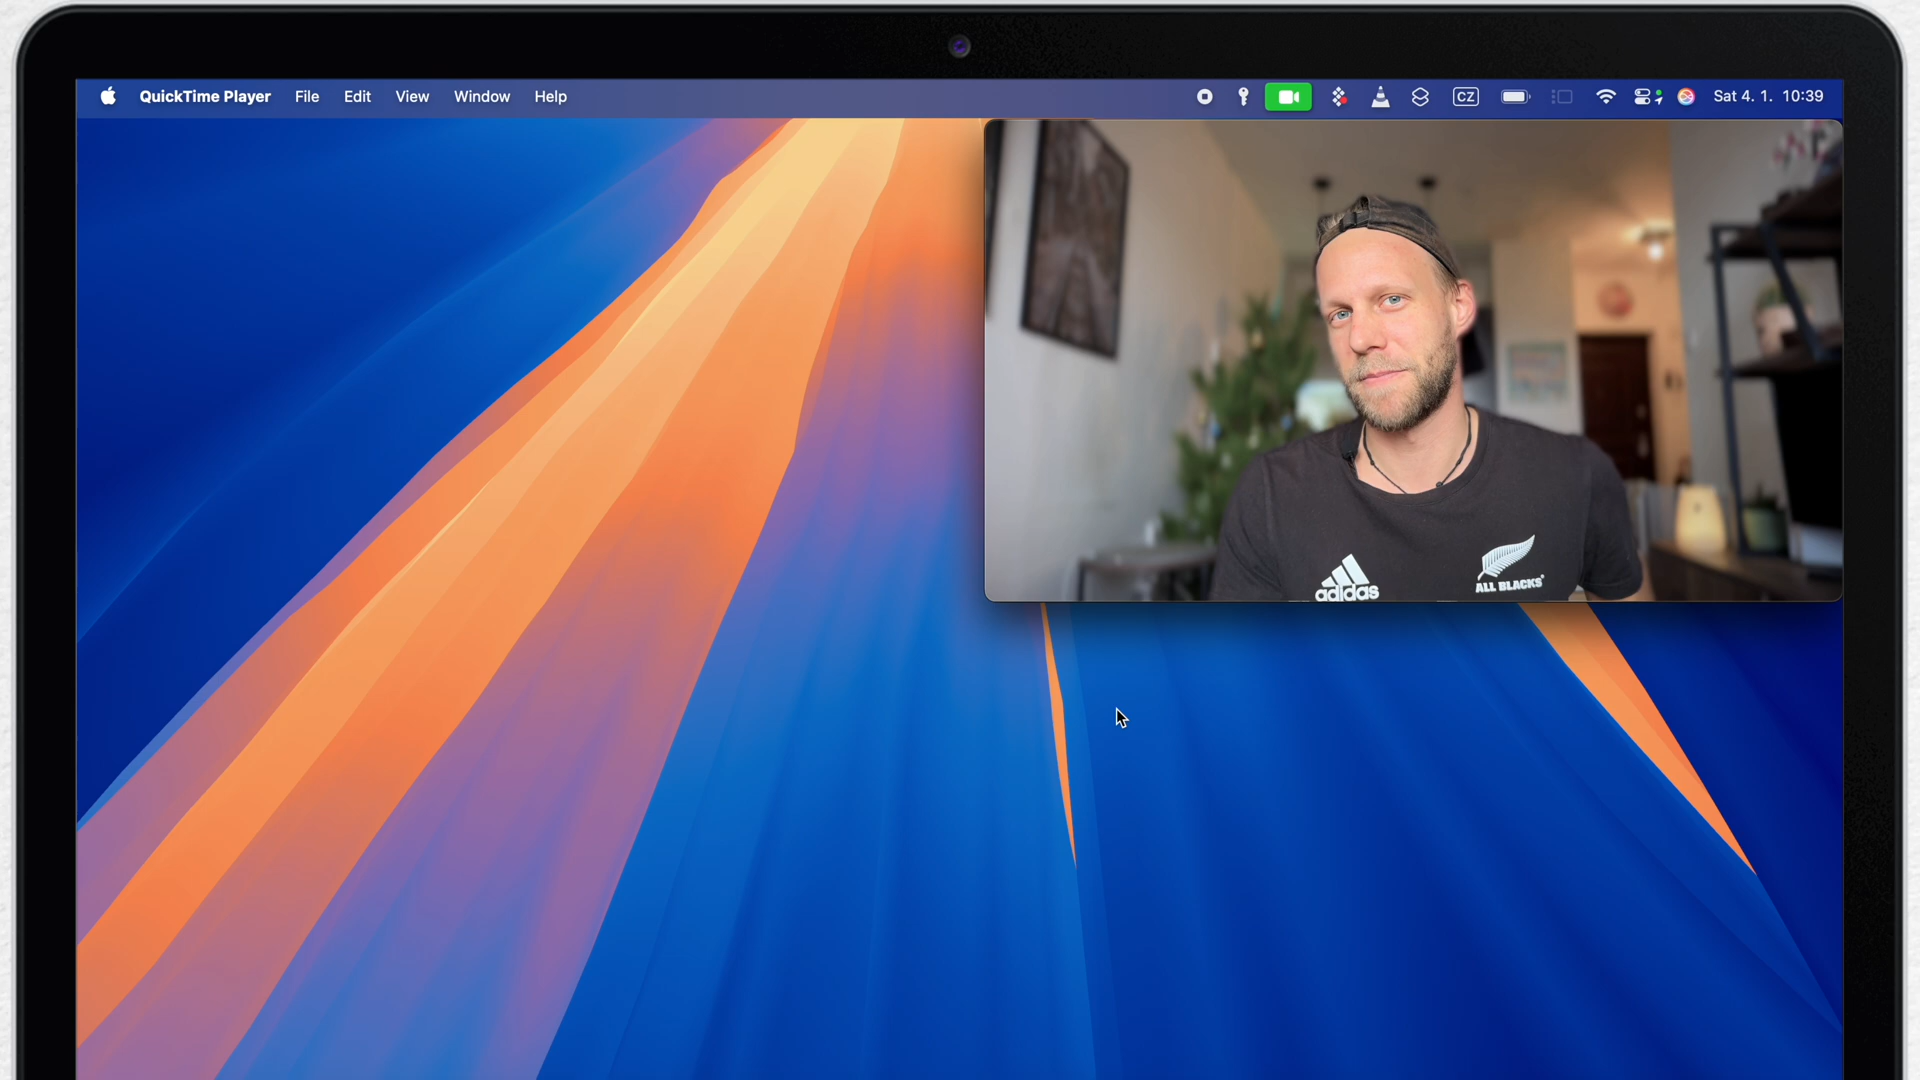 QuickTime Player File Edit View Window Help CZ Sat 4. 1. 10:39
adidas
ALL BLACKS